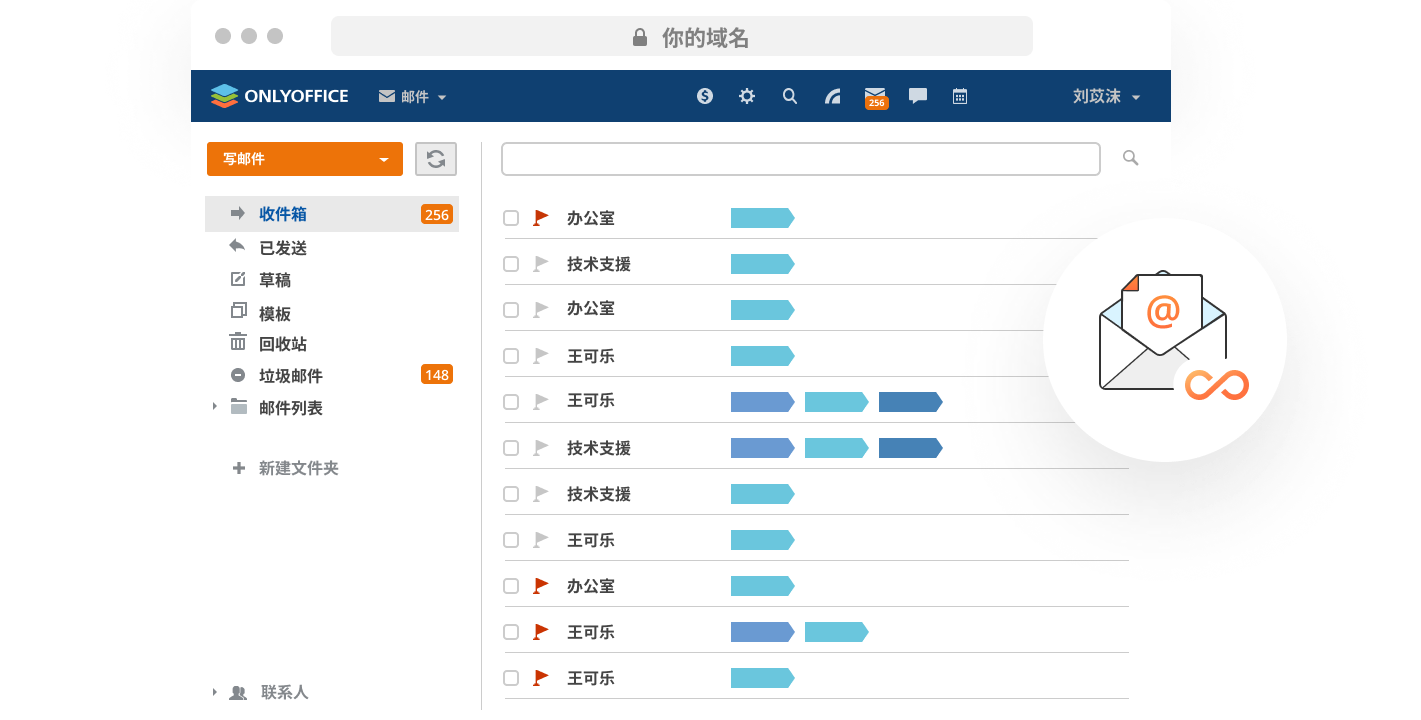 你的域名
ONLYOFFICE 邮件 256 刘苡沫
写邮件
收件箱 256
已发送
草稿
模板
回收站
垃圾邮件 148
邮件列表
新建文件夹
联系人
办公室
技术支援
办公室
王可乐
王可乐
技术支援
技术支援
王可乐
办公室
王可乐
王可乐
@